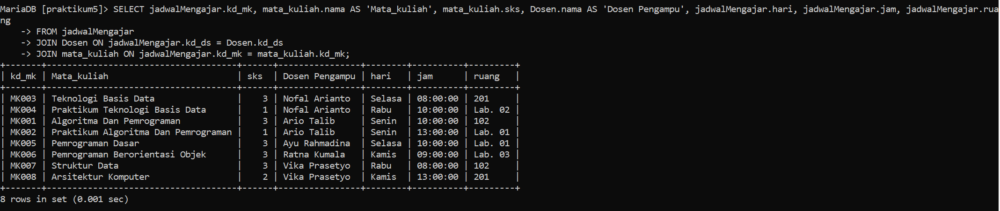 MariaDB [praktikum5]> SELECT jadwalMengajar.kd_mk, mata_kuliah.nama AS 'Mata_kuliah', mata_kuliah.sks, Dosen.nama AS 'Dosen Pengampu', jadwalMengajar.hari, jadwalMengajar.jam, jadwalMengajar.rua
ng
    -> FROM jadwalMengajar
    -> JOIN Dosen ON jadwalMengajar.kd_ds = Dosen.kd_ds
    -> JOIN mata_kuliah ON jadwalMengajar.kd_mk = mata_kuliah.kd_mk;
+-------+-------------------------------------+------+----------------+--------+----------+---------+
| kd_mk | Mata_kuliah                         | sks  | Dosen Pengampu | hari   | jam      | ruang   |
+-------+-------------------------------------+------+----------------+--------+----------+---------+
| MK003 | Teknologi Basis Data                |    3 | Nofal Arianto  | Selasa | 08:00:00 | 201     |
| MK004 | Praktikum Teknologi Basis Data      |    1 | Nofal Arianto  | Rabu   | 10:00:00 | Lab. 02 |
| MK001 | Algoritma Dan Pemrograman           |    3 | Ario Talib     | Senin  | 10:00:00 | 102     |
| MK002 | Praktikum Algoritma Dan Pemrograman |    1 | Ario Talib     | Senin  | 13:00:00 | Lab. 01 |
| MK005 | Pemrograman Dasar                   |    3 | Ayu Rahmadina  | Selasa | 10:00:00 | Lab. 01 |
| MK006 | Pemrograman Berorientasi Objek      |    3 | Ratna Kumala   | Kamis  | 09:00:00 | Lab. 03 |
| MK007 | Struktur Data                       |    3 | Vika Prasetyo  | Rabu   | 08:00:00 | 102     |
| MK008 | Arsitektur Komputer                 |    2 | Vika Prasetyo  | Kamis  | 13:00:00 | 201     |
+-------+-------------------------------------+------+----------------+--------+----------+---------+
8 rows in set (0.001 sec)